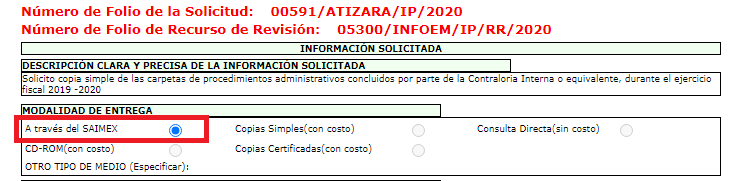 Número de Folio de la Solicitud: 00591/ATIZARA/IP/2020
Número de Folio de Recurso de Revisión: 05300/INFOEM/IP/RR/2020
INFORMACIÓN SOLICITADA
DESCRIPCIÓN CLARA Y PRECISA DE LA INFORMACIÓN SOLICITADA
Solicito copia simple de las carpetas de procedimientos administrativos concluidos por parte de la Contraloria Interna o equivalente, durante el ejercicio
fiscal 2019 -2020
MODALIDAD DE ENTREGA
A través del SAIMEX Copias Simples(con costo) Consulta Directa(sin costo)
CD-ROM(con costo) Copias Certificadas(con costo)
OTRO TIPO DE MEDIO (Especificar):